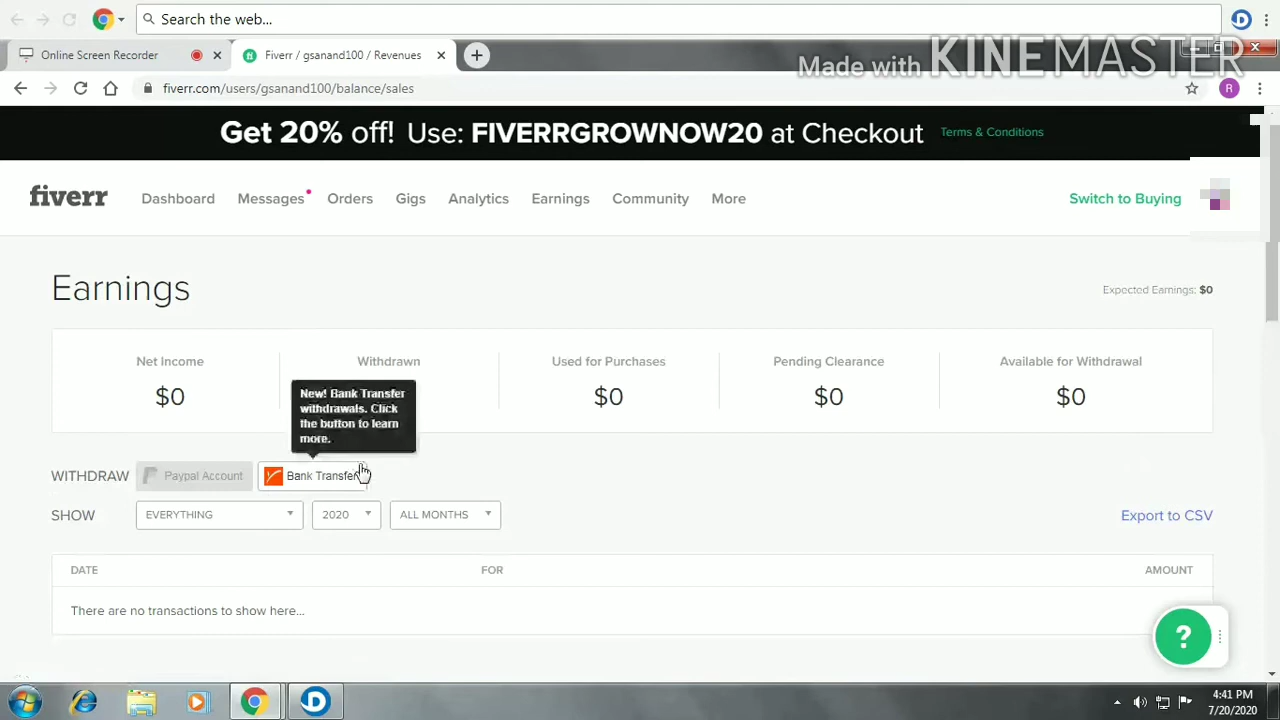 Search the web...
Online Screen Recorder
Fiverr / gsanand100 / Revenues
Made with KINEMASTER
fiverr.com/users/gsanand100/balance/sales
R
Get 20% off! Use: FIVERRGROWNOW20 at Checkout
Terms & Conditions
fiverr
Dashboard
Messages
Orders
Gigs
Analytics
Earnings
Community
More
Switch to Buying
Earnings
Expected Earnings: $0
Net Income
Withdrawn
Used for Purchases
Pending Clearance
Available for Withdrawal
$0
$0
$0
$0
New! Bank Transfer
withdrawals. Click
the button to learn
more.
WITHDRAW
Paypal Account
Bank Transfer
SHOW
EVERYTHING
2020
ALL MONTHS
Export to CSV
DATE
FOR
AMOUNT
There are no transactions to show here...
?
4:41 PM
7/20/2020